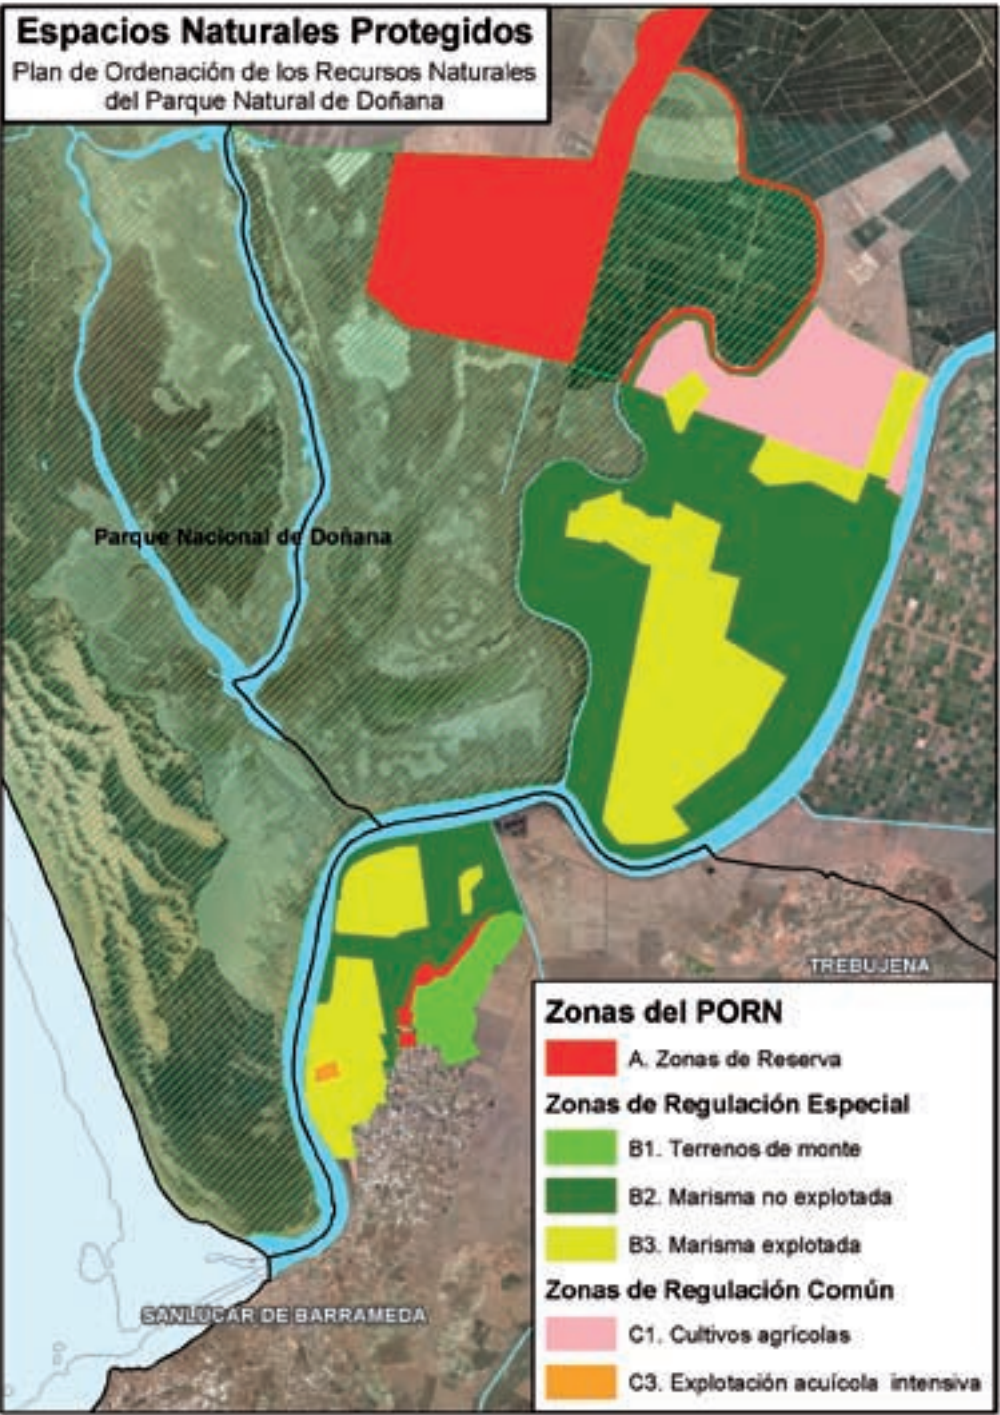 Espacios Naturales Protegidos
Plan de Ordenación de los Recursos Naturales
del Parque Natural de Doñana
Parque Nacional de Doñana
TREBUJENA
SANLÚCAR DE BARRAMEDA
Zonas del PORN
A. Zonas de Reserva
Zonas de Regulación Especial
B1. Terrenos de monte
B2. Marisma no explotada
B3. Marisma explotada
Zonas de Regulación Común
C1. Cultivos agrícolas
C3. Explotación acuícola intensiva